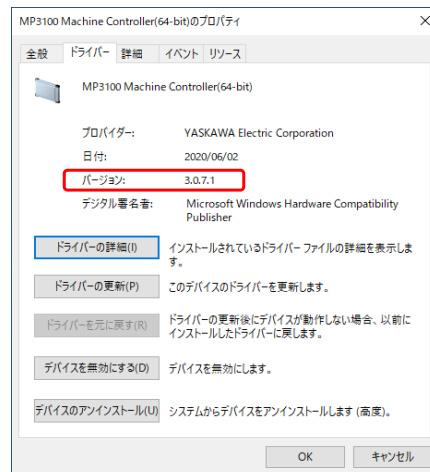 MP3100 Machine Controller(64-bit)のプロパティ
全般 ドライバー 詳細 イベント リソース
MP3100 Machine Controller(64-bit)
プロバイダー: YASKAWA Electric Corporation
日付: 2020/06/02
バージョン: 3.0.7.1
デジタル署名者: Microsoft Windows Hardware Compatibility
Publisher
ドライバーの詳細(I) インストールされているドライバー ファイルの詳細を表示しま
す。
ドライバーの更新(P) このデバイスのドライバーを更新します。
ドライバーを元に戻す(R) ドライバーの更新後にデバイスが動作しない場合、以前に
インストールしたドライバーに戻します。
デバイスを無効にする(D) デバイスを無効にします。
デバイスのアンインストール(U) システムからデバイスをアンインストールします (高度)。
OK キャンセル